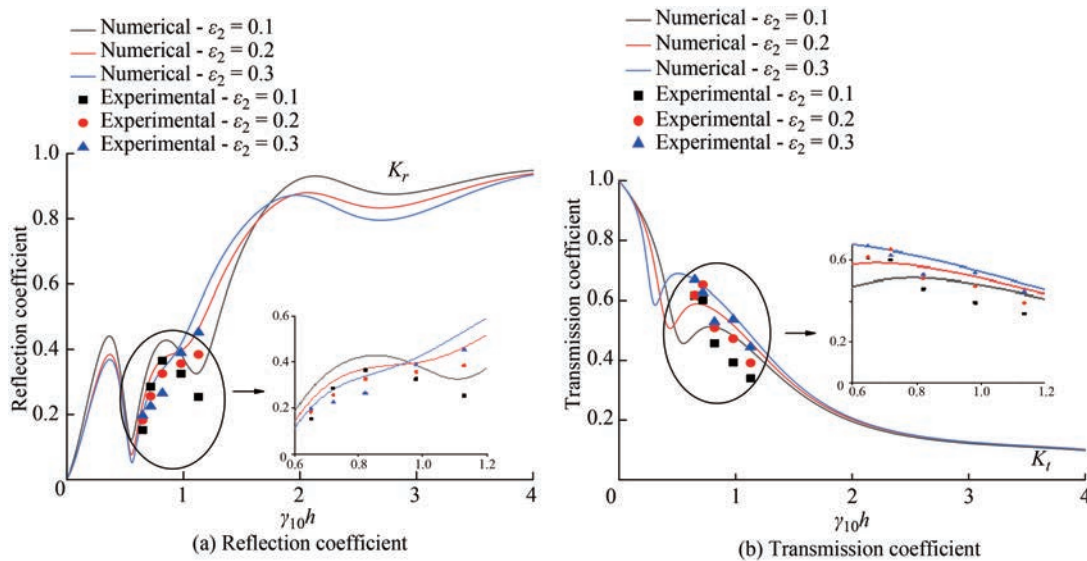 Numerical - ε₂ = 0.1
Numerical - ε₂ = 0.2
Numerical - ε₂ = 0.3
Experimental - ε₂ = 0.1
Experimental - ε₂ = 0.2
Experimental - ε₂ = 0.3
1.0
0.8
0.6
0.4
0.2
0
1
2
3
4
Reflection coefficient
Kᵣ
0.6
0.4
0.2
0
0.6
0.8
1.0
1.2
γ₁₀h
(a) Reflection coefficient
Numerical - ε₂ = 0.1
Numerical - ε₂ = 0.2
Numerical - ε₂ = 0.3
Experimental - ε₂ = 0.1
Experimental - ε₂ = 0.2
Experimental - ε₂ = 0.3
1.0
0.8
0.6
0.4
0.2
0
1
2
3
4
Transmission coefficient
0.6
0.4
0.2
0
0.6
0.8
1.0
1.2
Kₜ
γ₁₀h
(b) Transmission coefficient